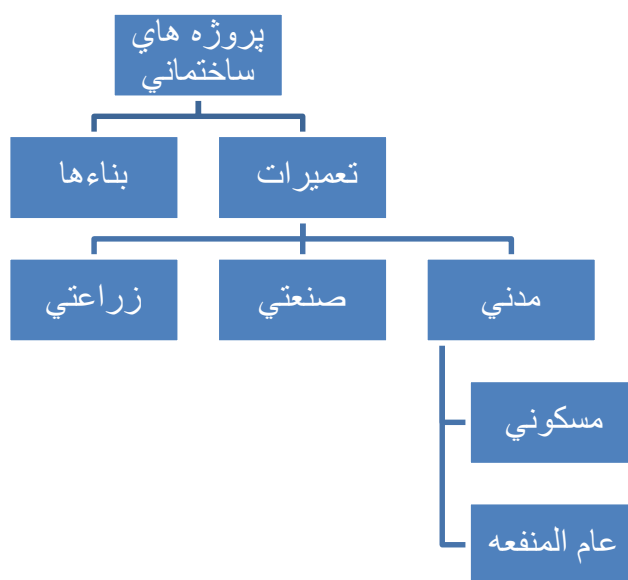 پروژه هاي
ساختماني
تعميرات
بناءها
مدني
صنعتي
زراعتي
مسكوني
عام المنفعه